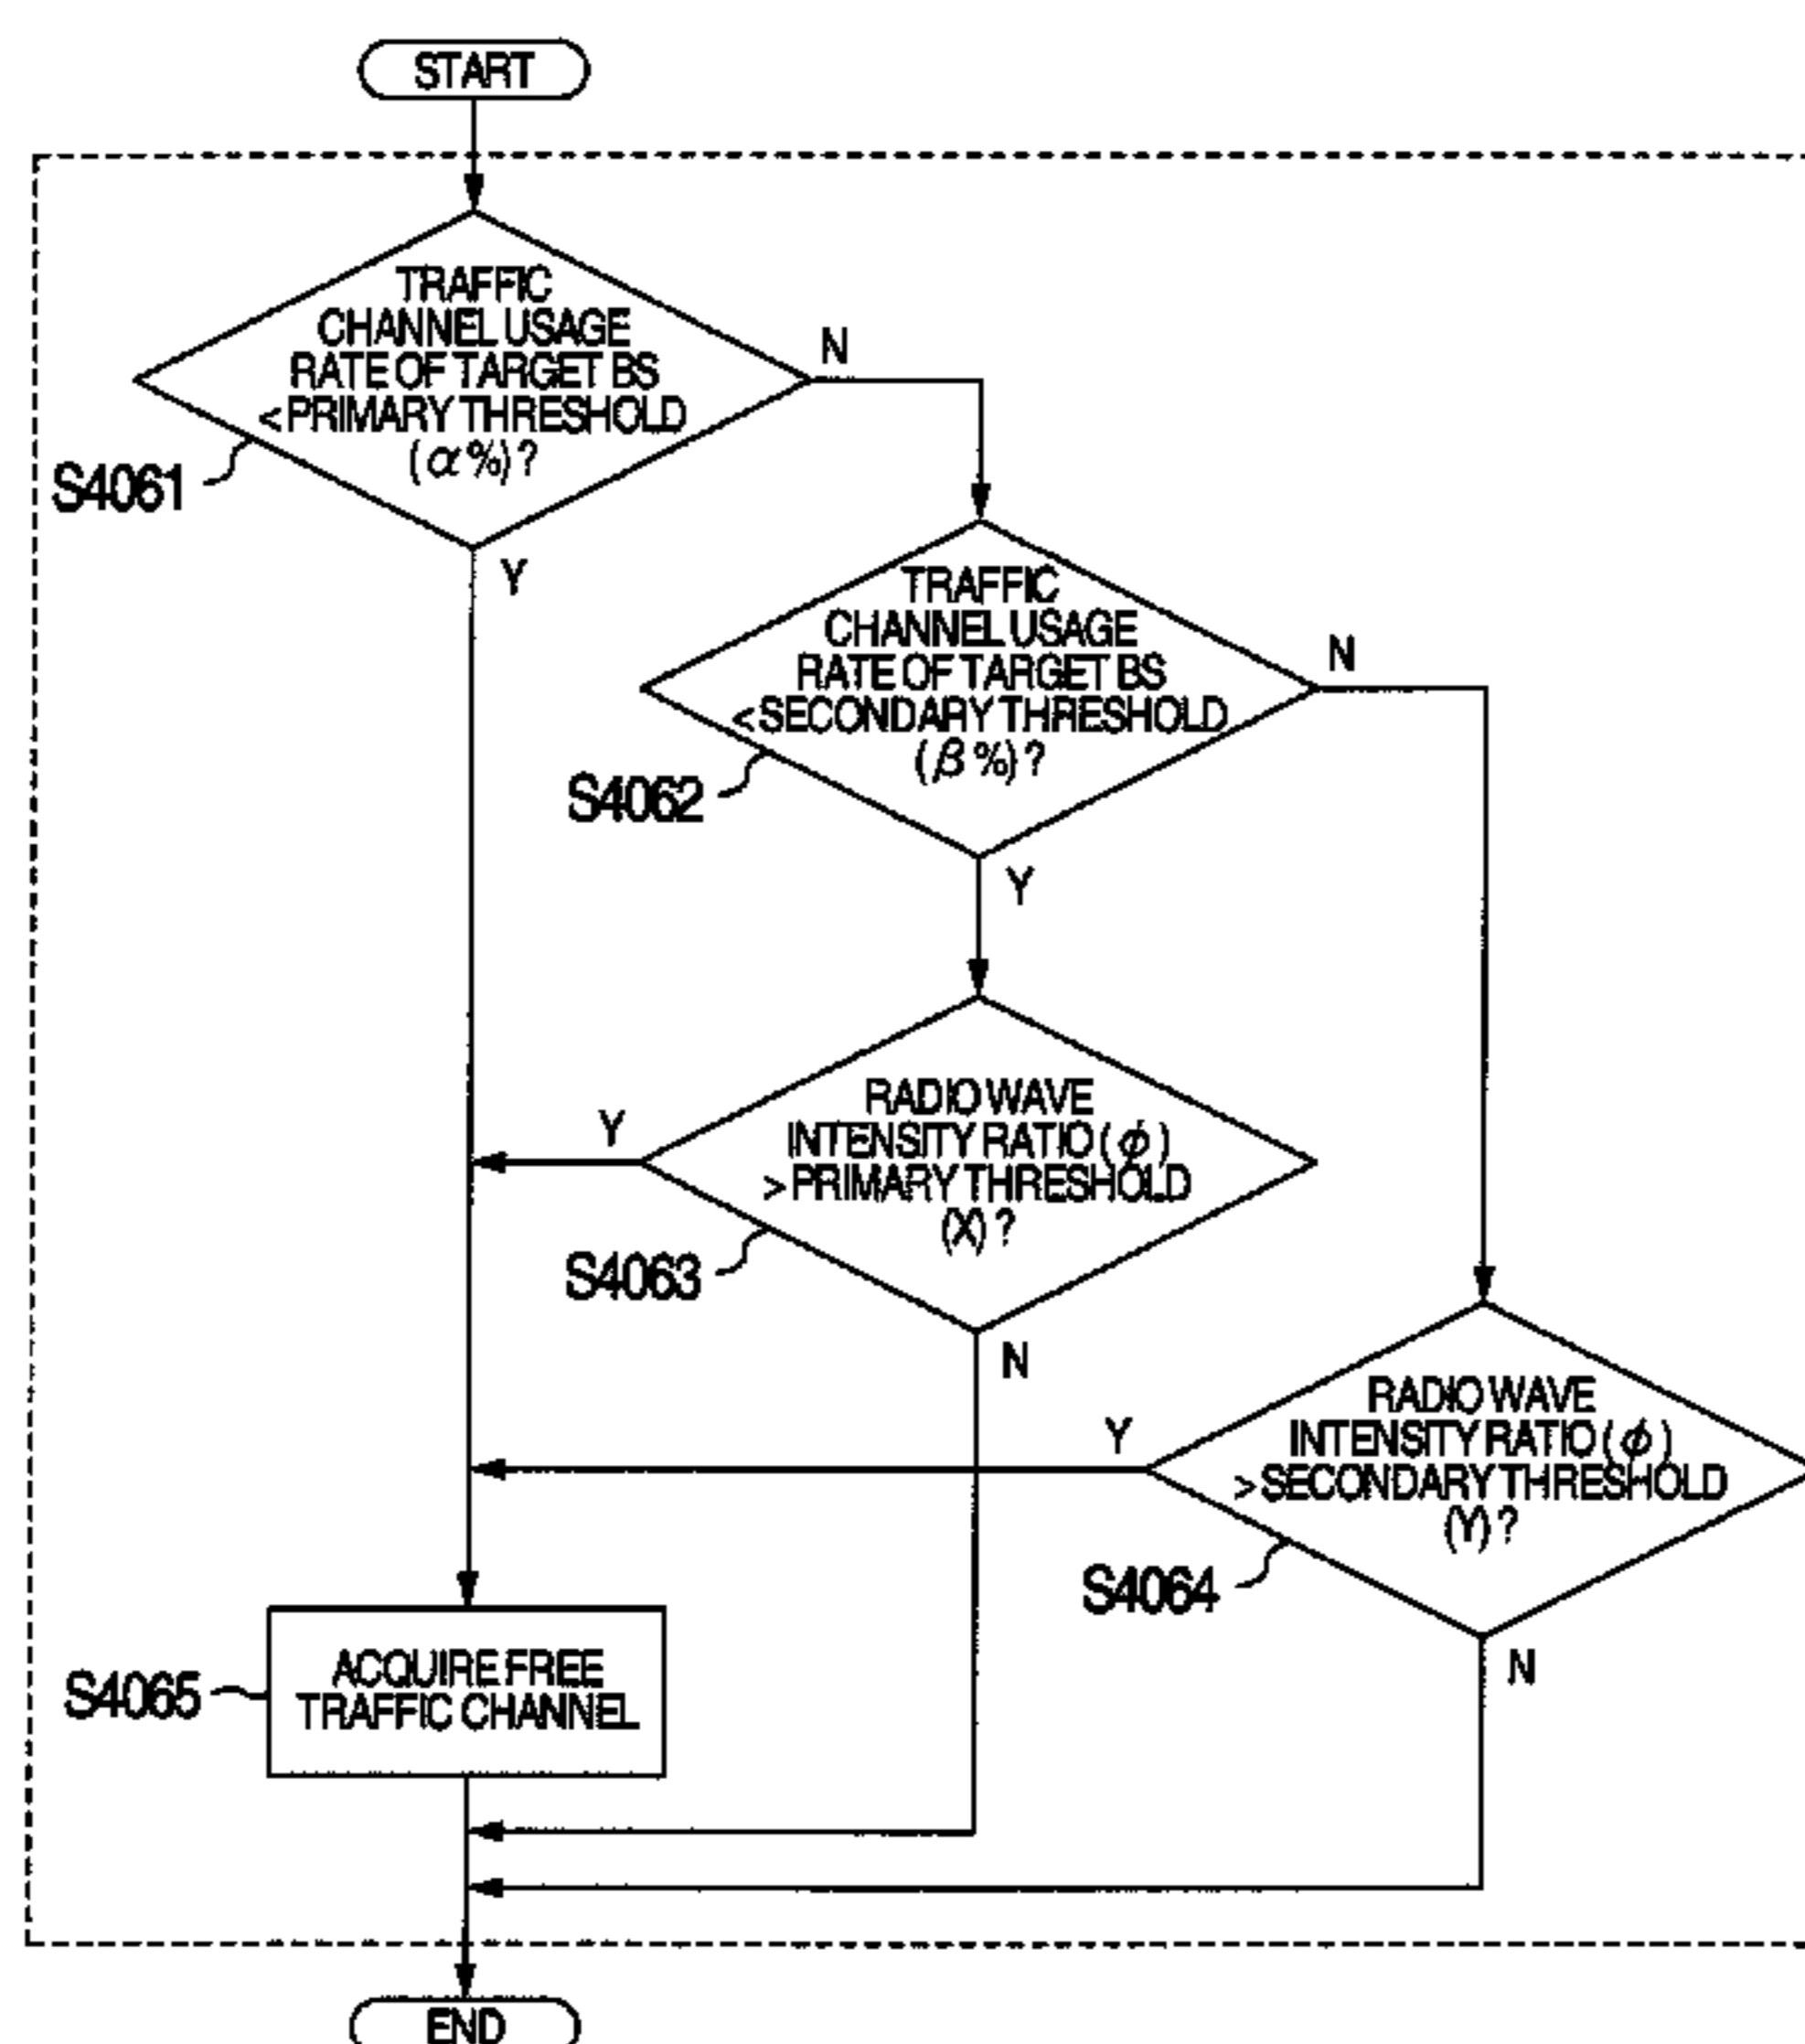 START
TRAFFIC
CHANNEL USAGE
RATE OF TARGET BS
< PRIMARY THRESHOLD
(α%)?
N
S4061
Y
TRAFFIC
CHANNEL USAGE
RATE OF TARGET BS
< SECONDARY THRESHOLD
(β%)?
N
S4062
Y
RADIO WAVE
INTENSITY RATIO (ϕ)
> PRIMARY THRESHOLD
(X)?
Y
S4063
N
RADIO WAVE
INTENSITY RATIO (ϕ)
> SECONDARY THRESHOLD
(Y)?
Y
S4064
N
ACQUIRE FREE
TRAFFIC CHANNEL
S4065
END